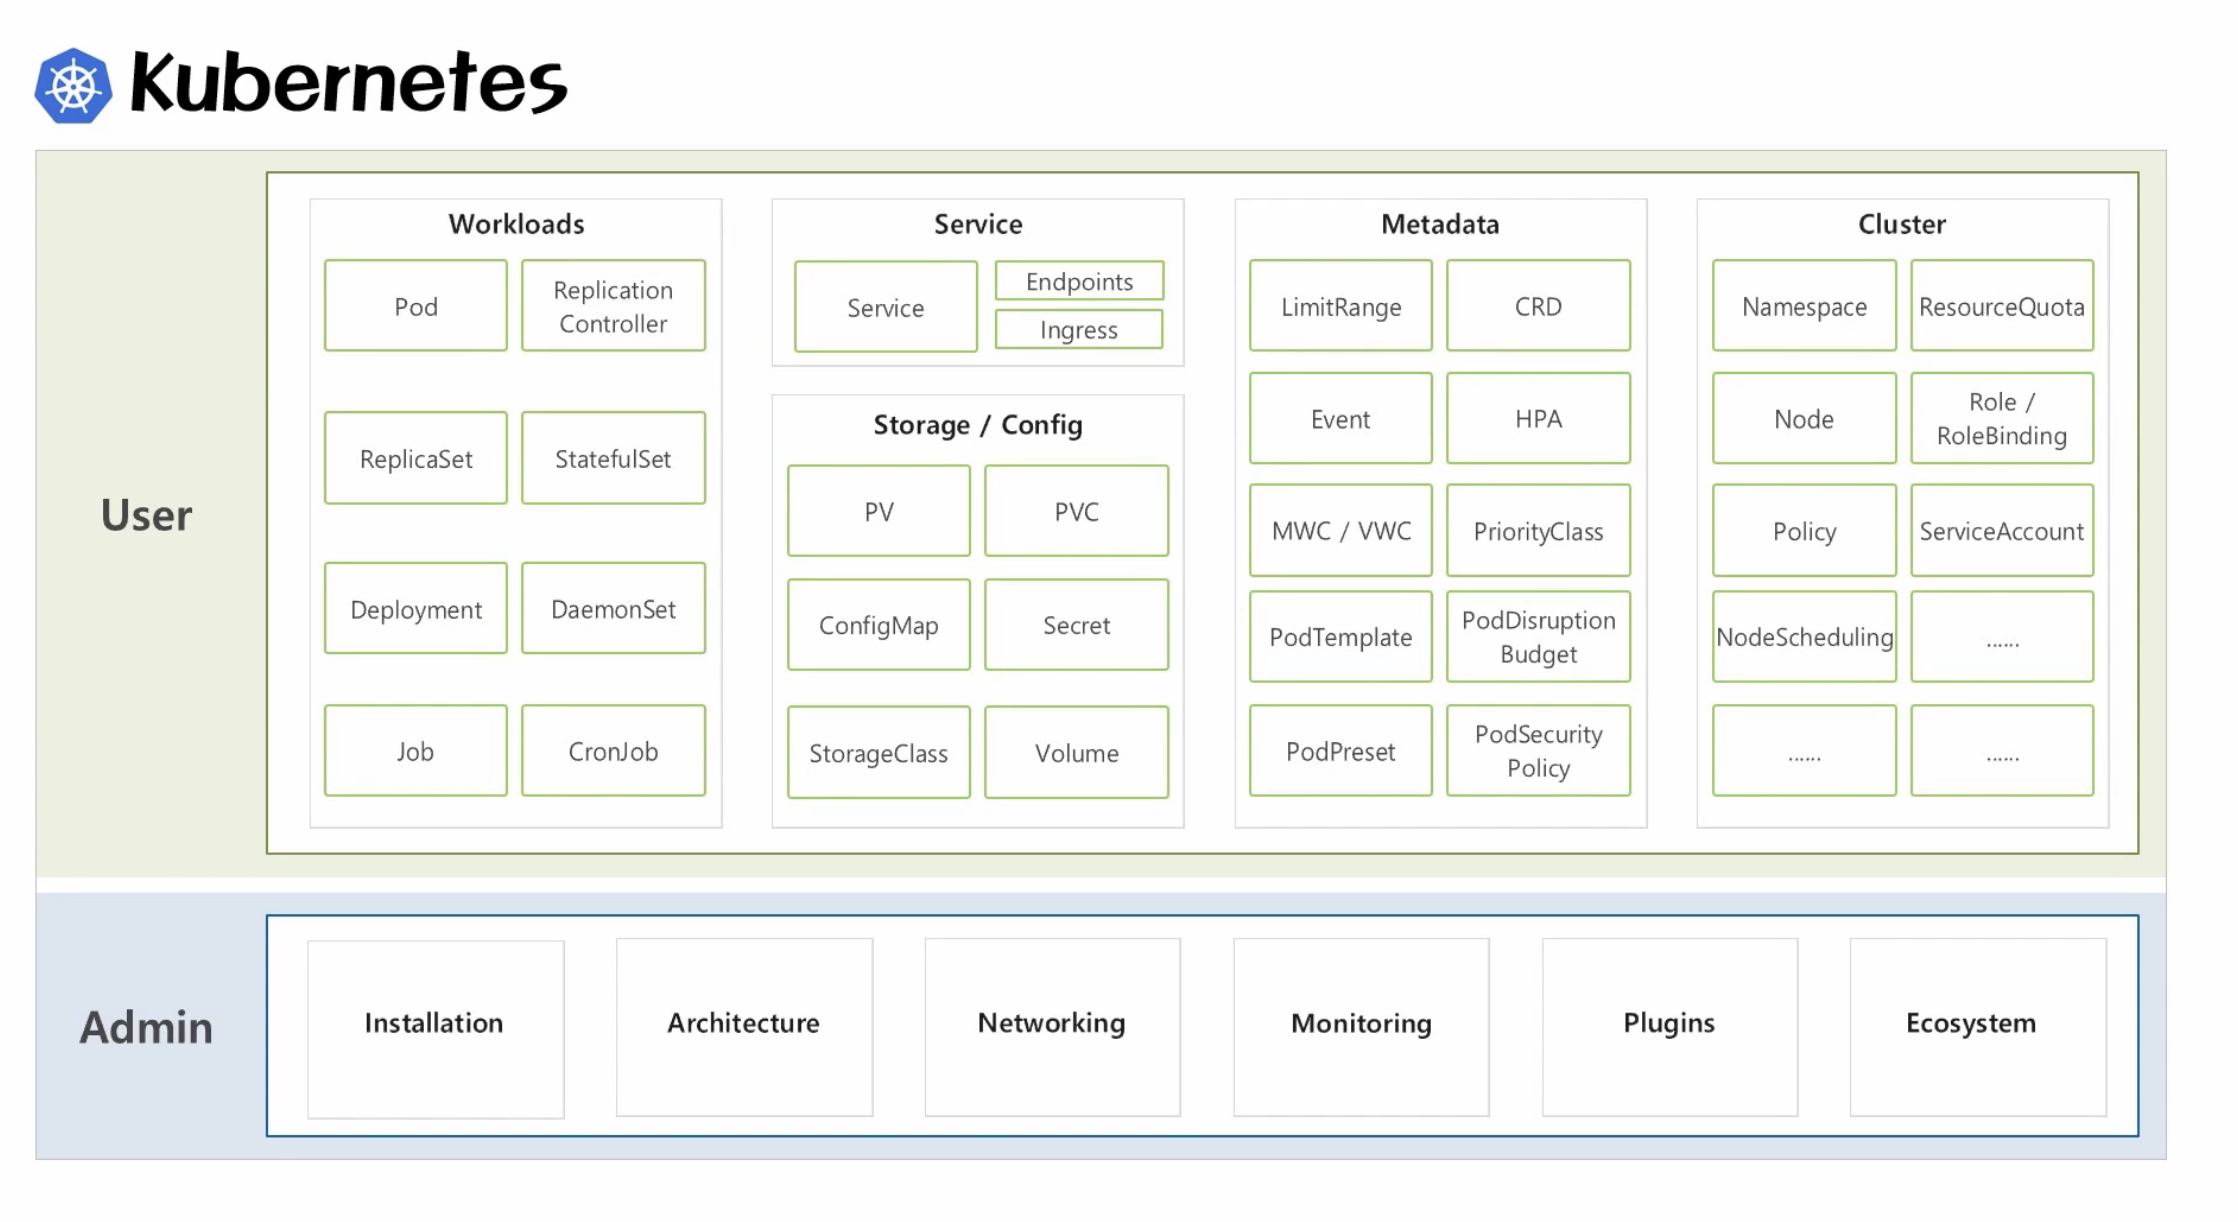 Kubernetes
User
Workloads
Pod
Replication
Controller
ReplicaSet
StatefulSet
Deployment
DaemonSet
Job
CronJob
Service
Service
Endpoints
Ingress
Storage / Config
PV
PVC
ConfigMap
Secret
StorageClass
Volume
Metadata
LimitRange
CRD
Event
HPA
MWC / VWC
PriorityClass
PodTemplate
PodDisruption
Budget
PodPreset
PodSecurity
Policy
Cluster
Namespace
ResourceQuota
Node
Role /
RoleBinding
Policy
ServiceAccount
NodeScheduling
......
......
......
Admin
Installation
Architecture
Networking
Monitoring
Plugins
Ecosystem